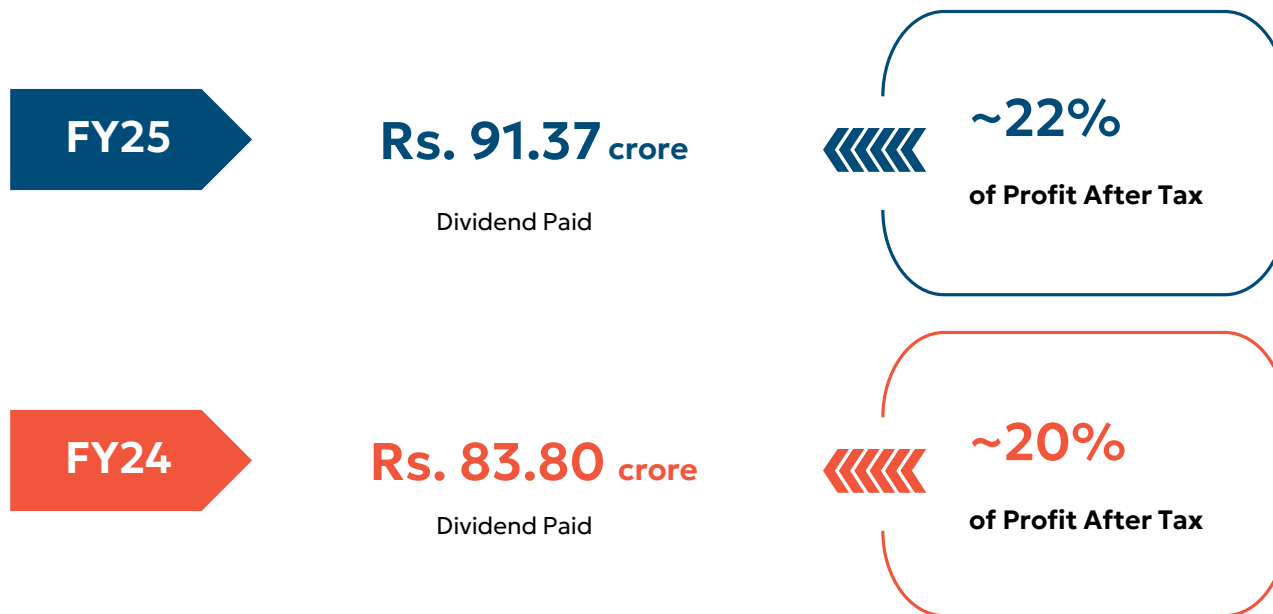 FY25
Rs. 91.37 crore
Dividend Paid
~22%
of Profit After Tax
FY24
Rs. 83.80 crore
Dividend Paid
~20%
of Profit After Tax